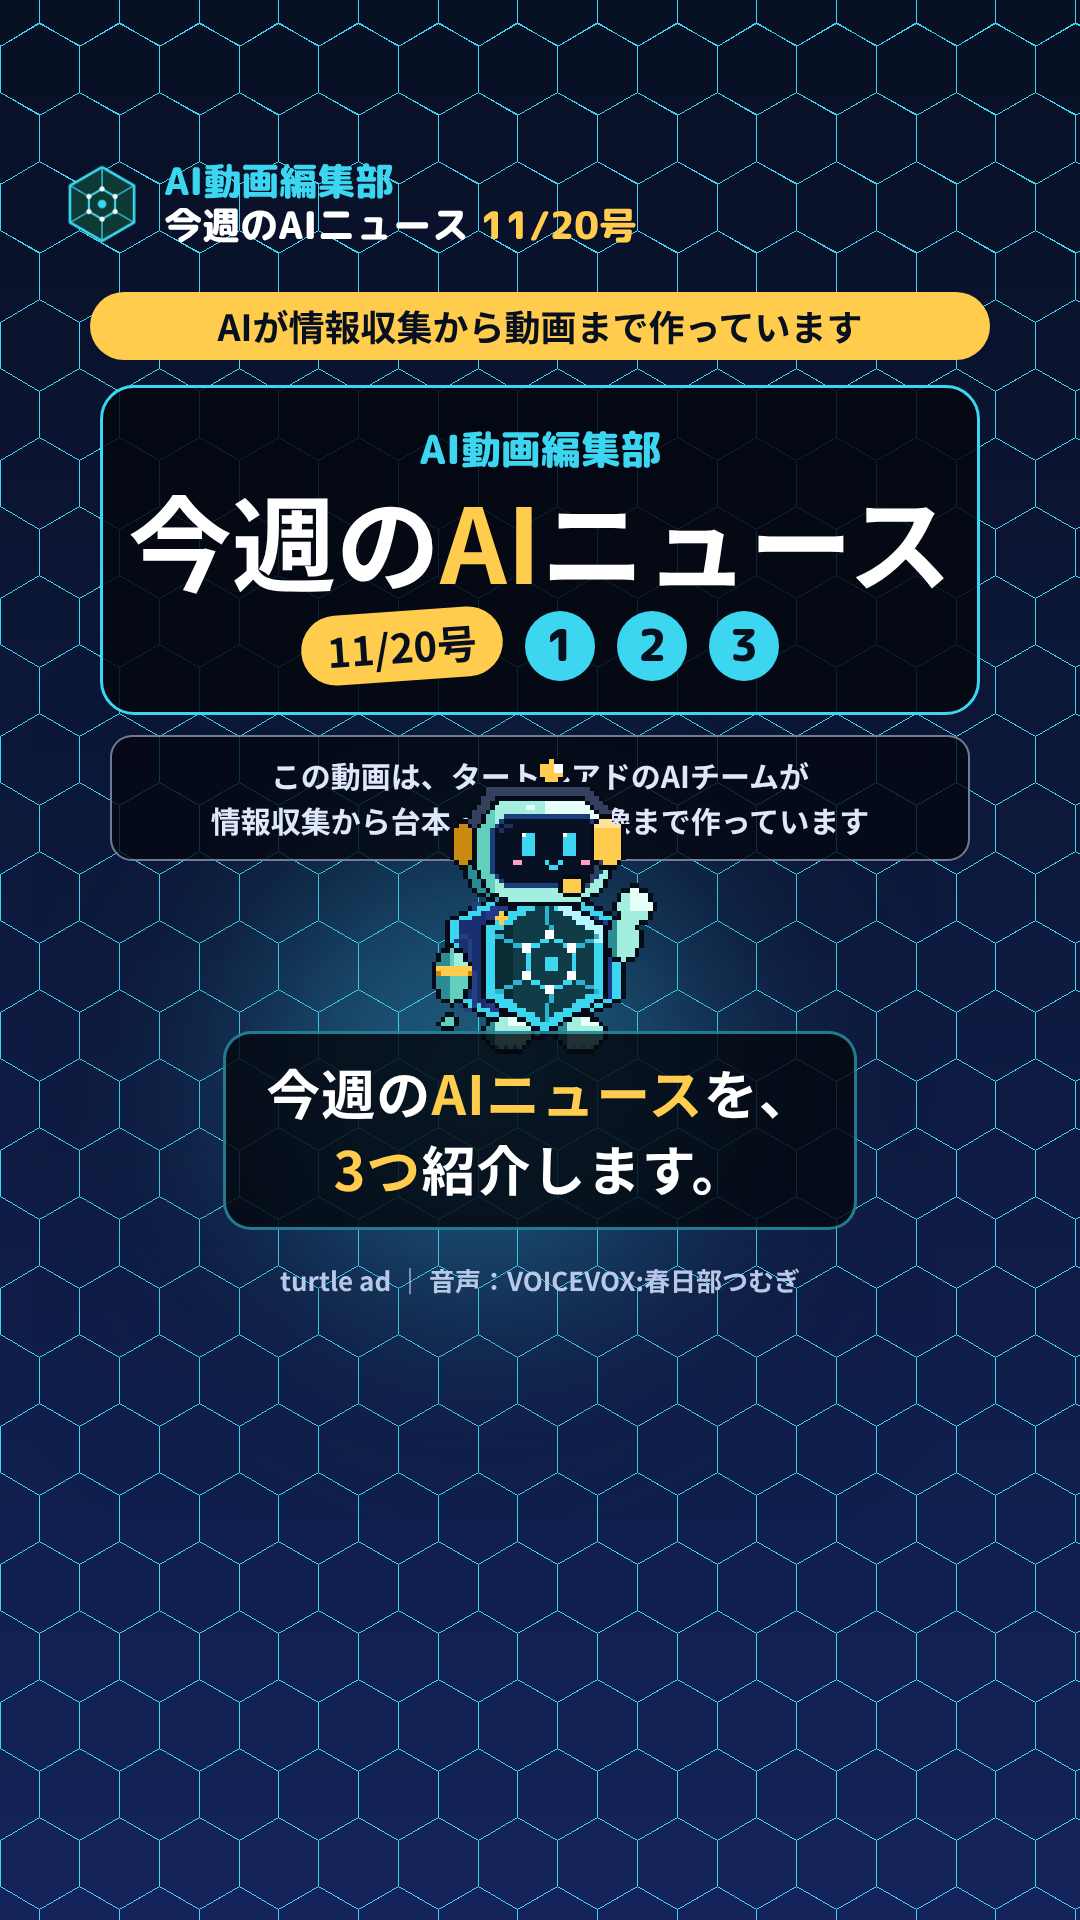 AI動画編集部
今週のAIニュース 11/20号
AIが情報収集から動画まで作っています
AI動画編集部
今週のAIニュース
11/20号 1 2 3
この動画は、タートルアドのAIチームが
情報収集から台本 像まで作っています
今週のAIニュースを、
3つ紹介します。
turtle ad ｜ 音声：VOICEVOX:春日部つむぎ